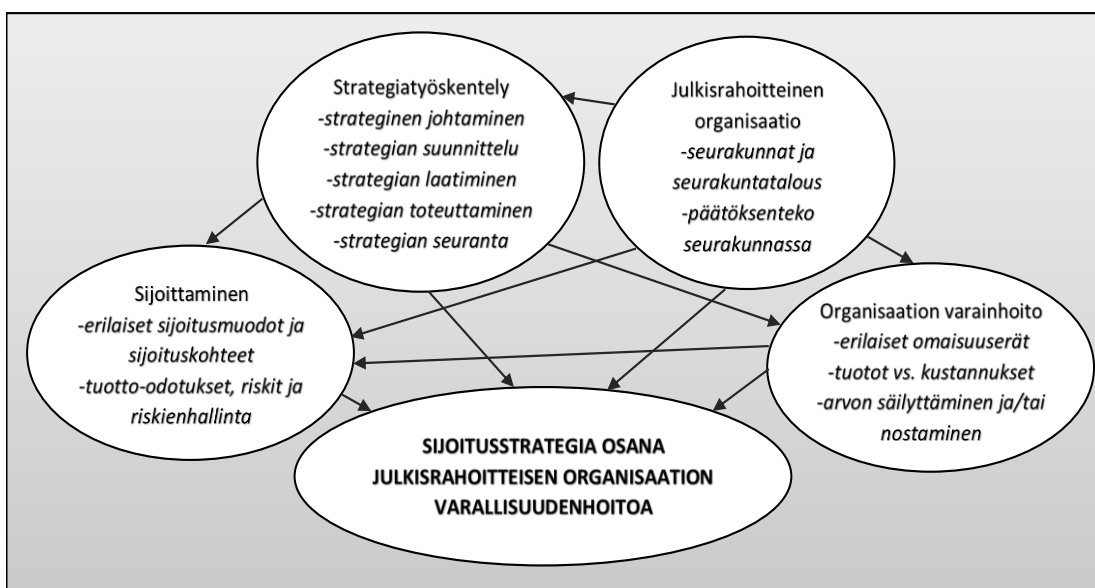 Strategiatyöskentely
-strateginen johtaminen
-strategian suunnittelu
-strategian laatiminen
-strategian toteuttaminen
-strategian seuranta
Julkisrahoitteinen
organisaatio
-seurakunnat ja
seurakuntatalous
-päätöksenteko
seurakunnassa
Sijoittaminen
-erilaiset sijoitusmuodot ja
sijoituskohteet
-tuotto-odotukset, riskit ja
riskienhallinta
Organisaation varainhoito
-erilaiset omaisuuserät
-tuotot vs. kustannukset
-arvon säilyttäminen ja/tai
nostaminen
SIJOITUSSTRATEGIA OSANA
JULKISRAHOITTEISEN ORGANISAATION
VARALLISUUDENHOITOA